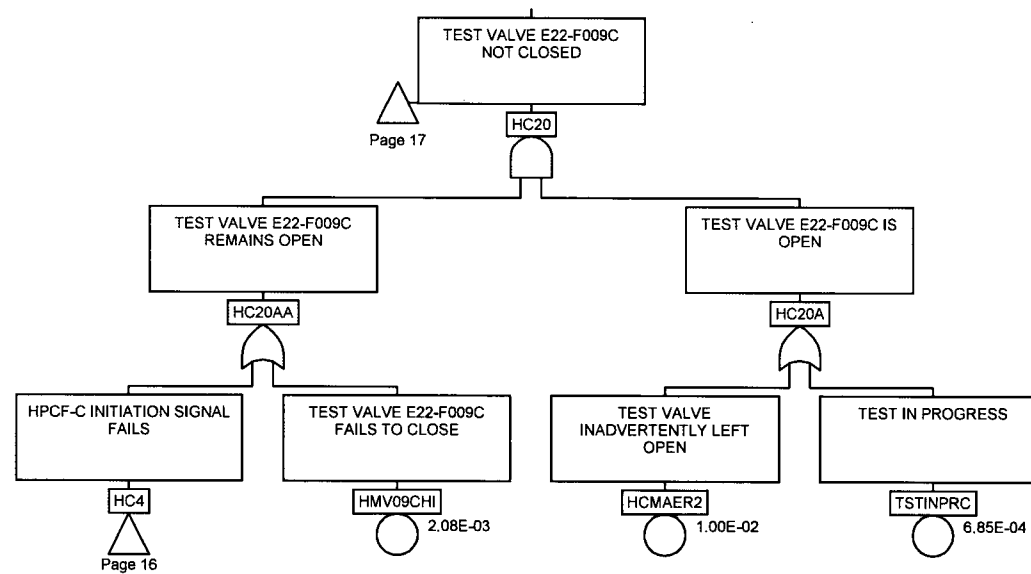 TEST VALVE E22-F009C
NOT CLOSED
Page 17
HC20
TEST VALVE E22-F009C
REMAINS OPEN
TEST VALVE E22-F009C IS
OPEN
HC20AA
HC20A
HPCF-C INITIATION SIGNAL
FAILS
TEST VALVE E22-F009C
FAILS TO CLOSE
TEST VALVE
INADVERTENTLY LEFT
OPEN
TEST IN PROGRESS
HC4
HMV09CHI
HCMAER2
TSTINPRC
2.08E-03
1.00E-02
6.85E-04
Page 16